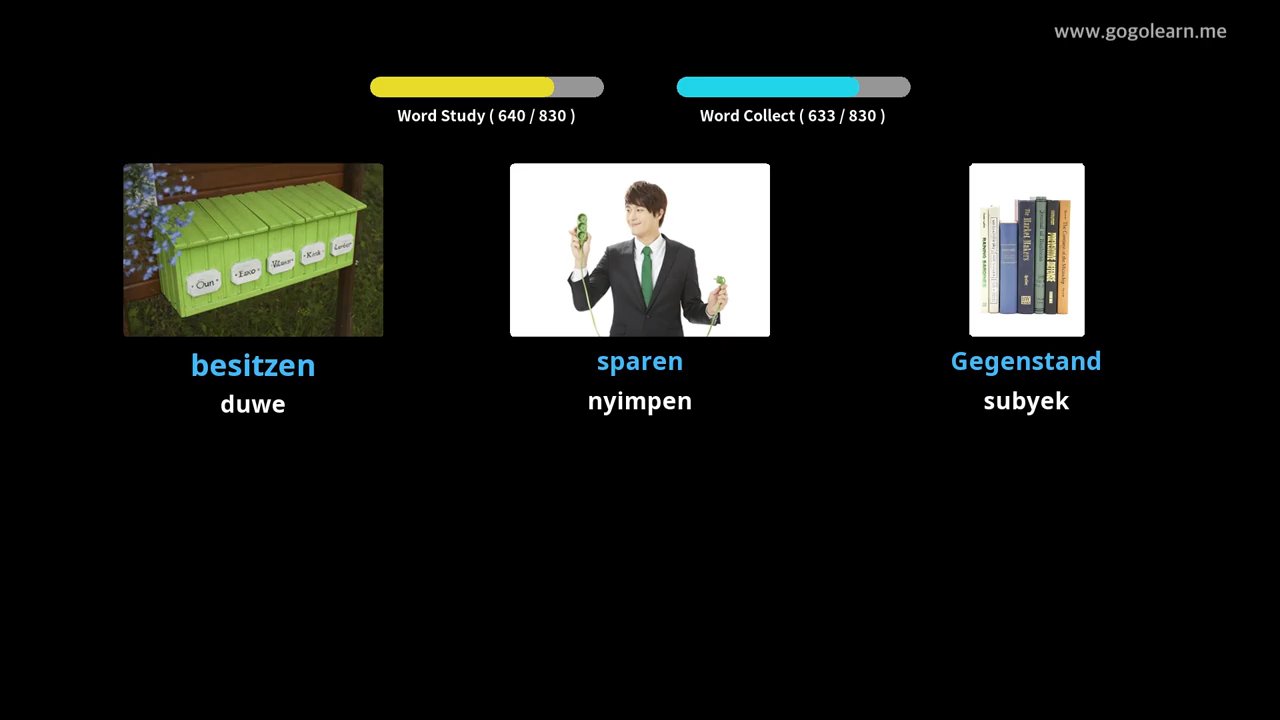 www.gogolearn.me
Word Study ( 640 / 830 )
Word Collect ( 633 / 830 )
besitzen
duwe
sparen
nyimpen
Gegenstand
subyek